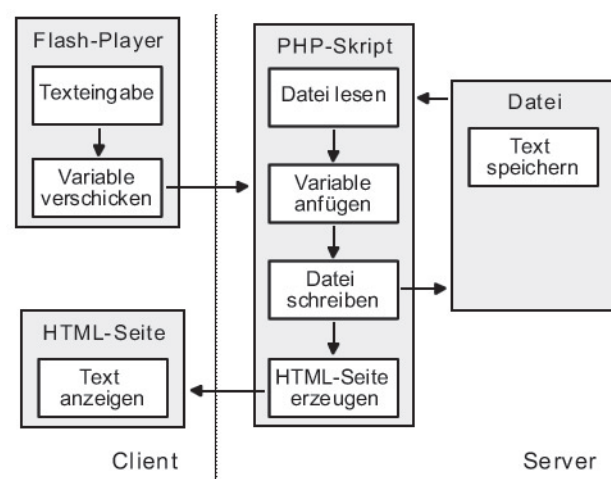 Flash-Player
Texteingabe
Variable
verschicken
HTML-Seite
Text
anzeigen
Client
PHP-Skript
Datei lesen
Variable
anfügen
Datei
schreiben
HTML-Seite
erzeugen
Datei
Text
speichern
Server